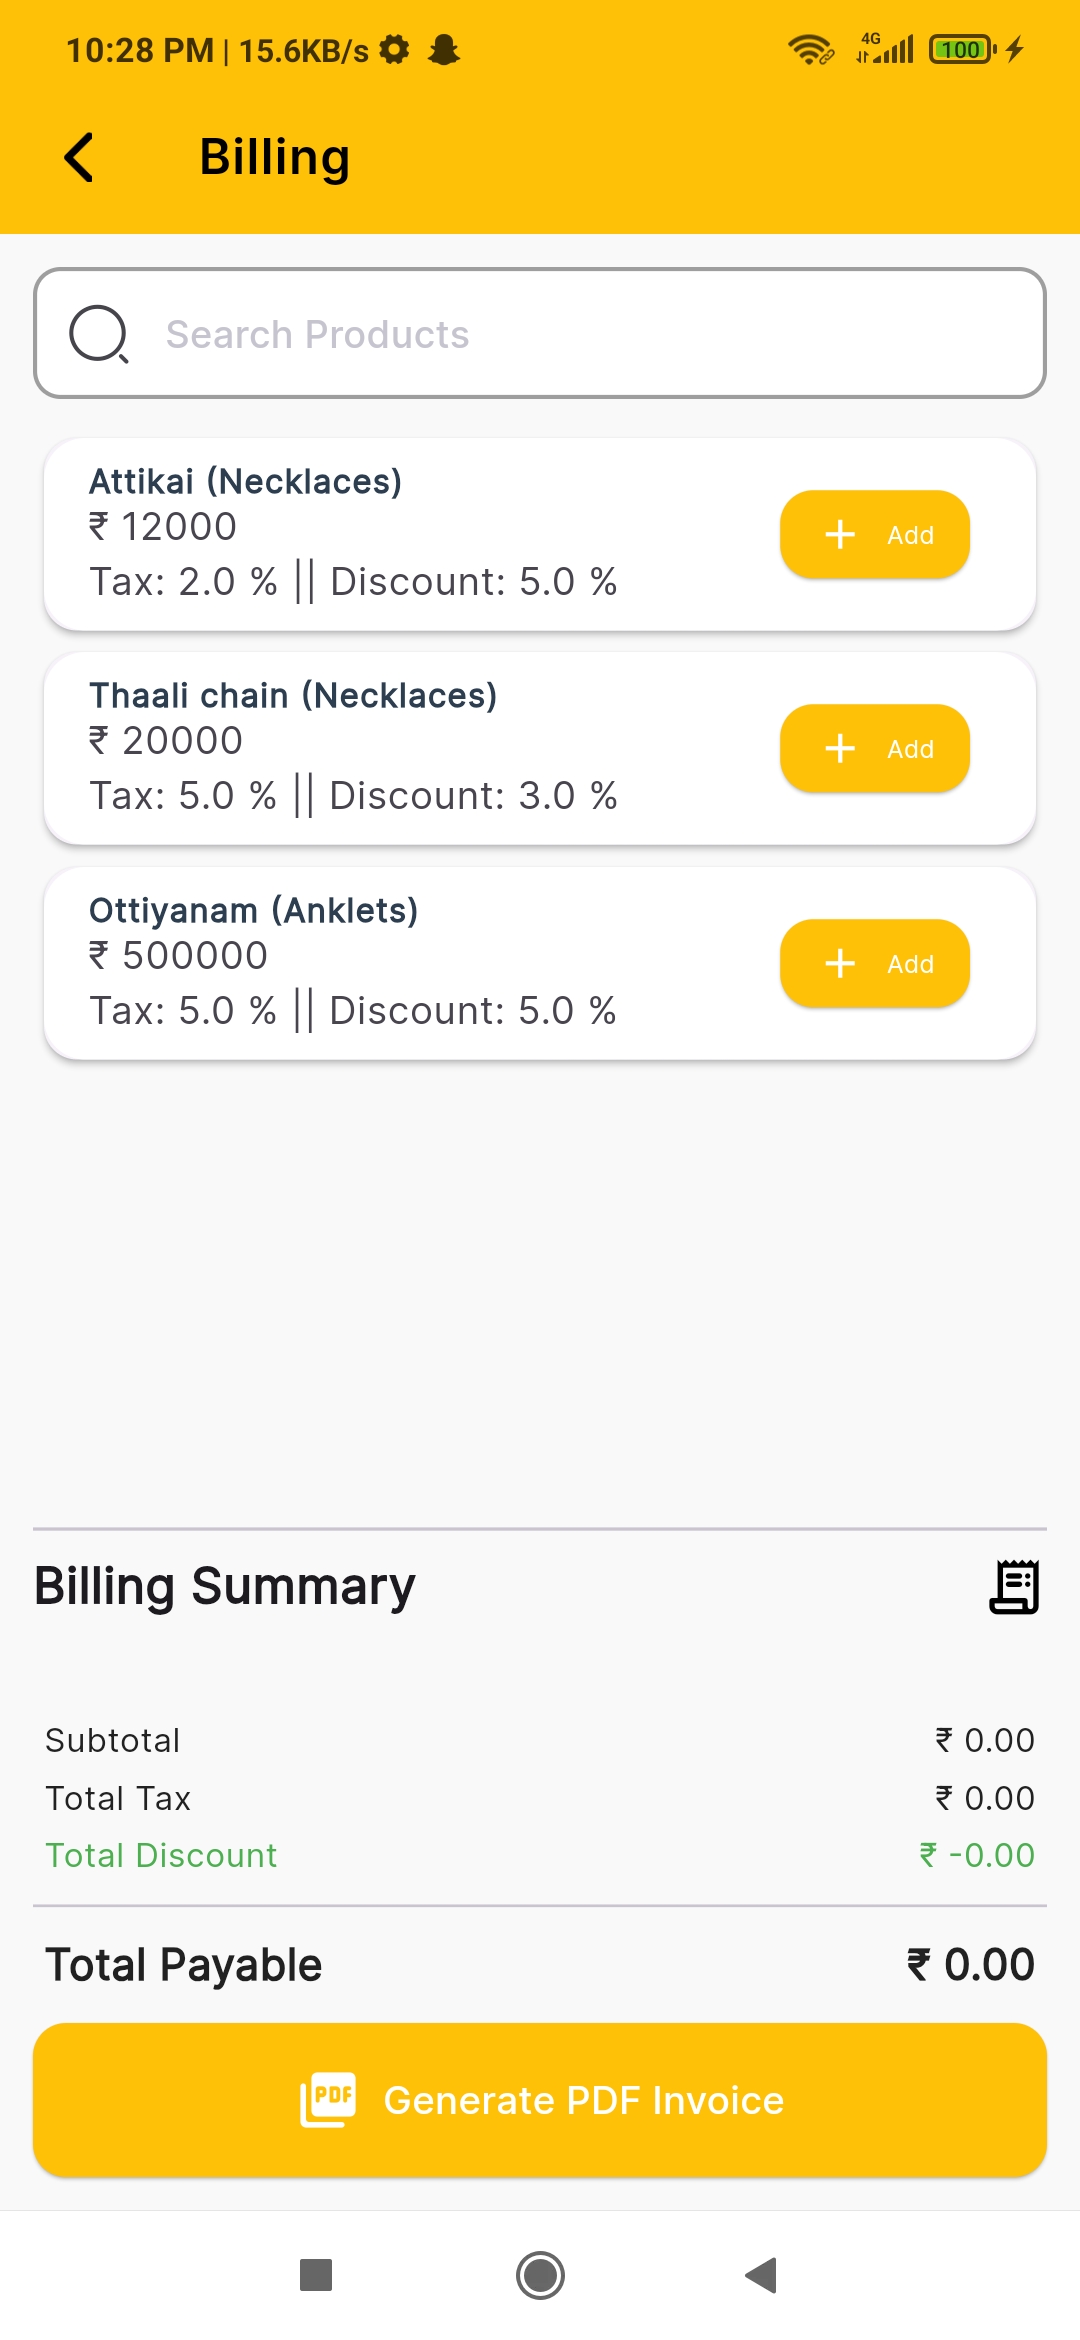 10:28 PM | 15.6KB/s
4G
100
Billing
Search Products
Attikai (Necklaces)
₹ 12000
Tax: 2.0 % || Discount: 5.0 %
Add
Thaali chain (Necklaces)
₹ 20000
Tax: 5.0 % || Discount: 3.0 %
Add
Ottiyanam (Anklets)
₹ 500000
Tax: 5.0 % || Discount: 5.0 %
Add
Billing Summary
Subtotal ₹ 0.00
Total Tax ₹ 0.00
Total Discount ₹ -0.00
Total Payable ₹ 0.00
PDF Generate PDF Invoice